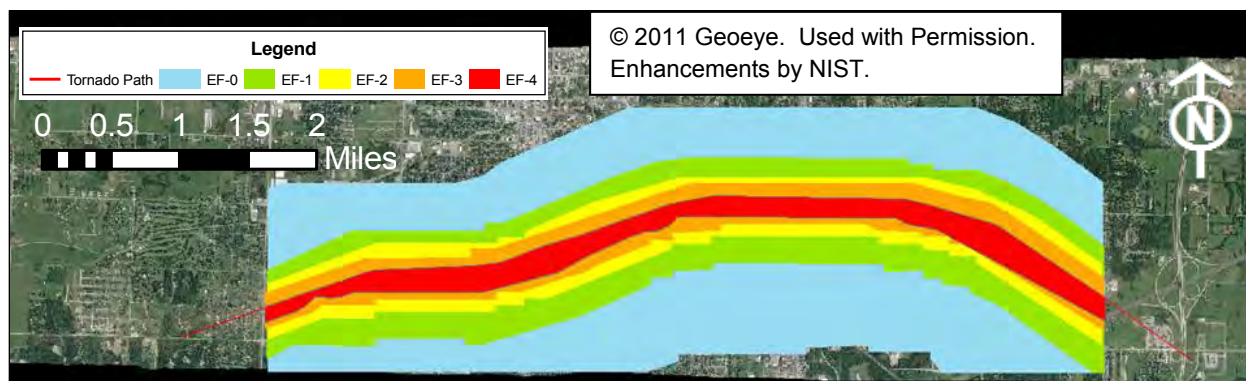 © 2011 Geoeye. Used with Permission.
Enhancements by NIST.
Legend
Tornado Path EF-0 EF-1 EF-2 EF-3 EF-4
0 0.5 1 1.5 2
Miles
N